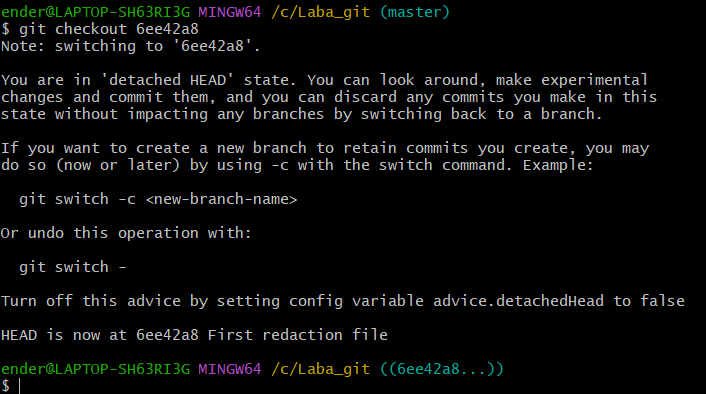 ender@LAPTOP-SH63RI3G MINGW64 /c/Laba_git (master)
$ git checkout 6ee42a8
Note: switching to '6ee42a8'.
You are in 'detached HEAD' state. You can look around, make experimental
changes and commit them, and you can discard any commits you make in this
state without impacting any branches by switching back to a branch.
If you want to create a new branch to retain commits you create, you may
do so (now or later) by using -c with the switch command. Example:
git switch -c <new-branch-name>
Or undo this operation with:
git switch -
Turn off this advice by setting config variable advice.detachedHead to false
HEAD is now at 6ee42a8 First redaction file
ender@LAPTOP-SH63RI3G MINGW64 /c/Laba_git ((6ee42a8...))
$